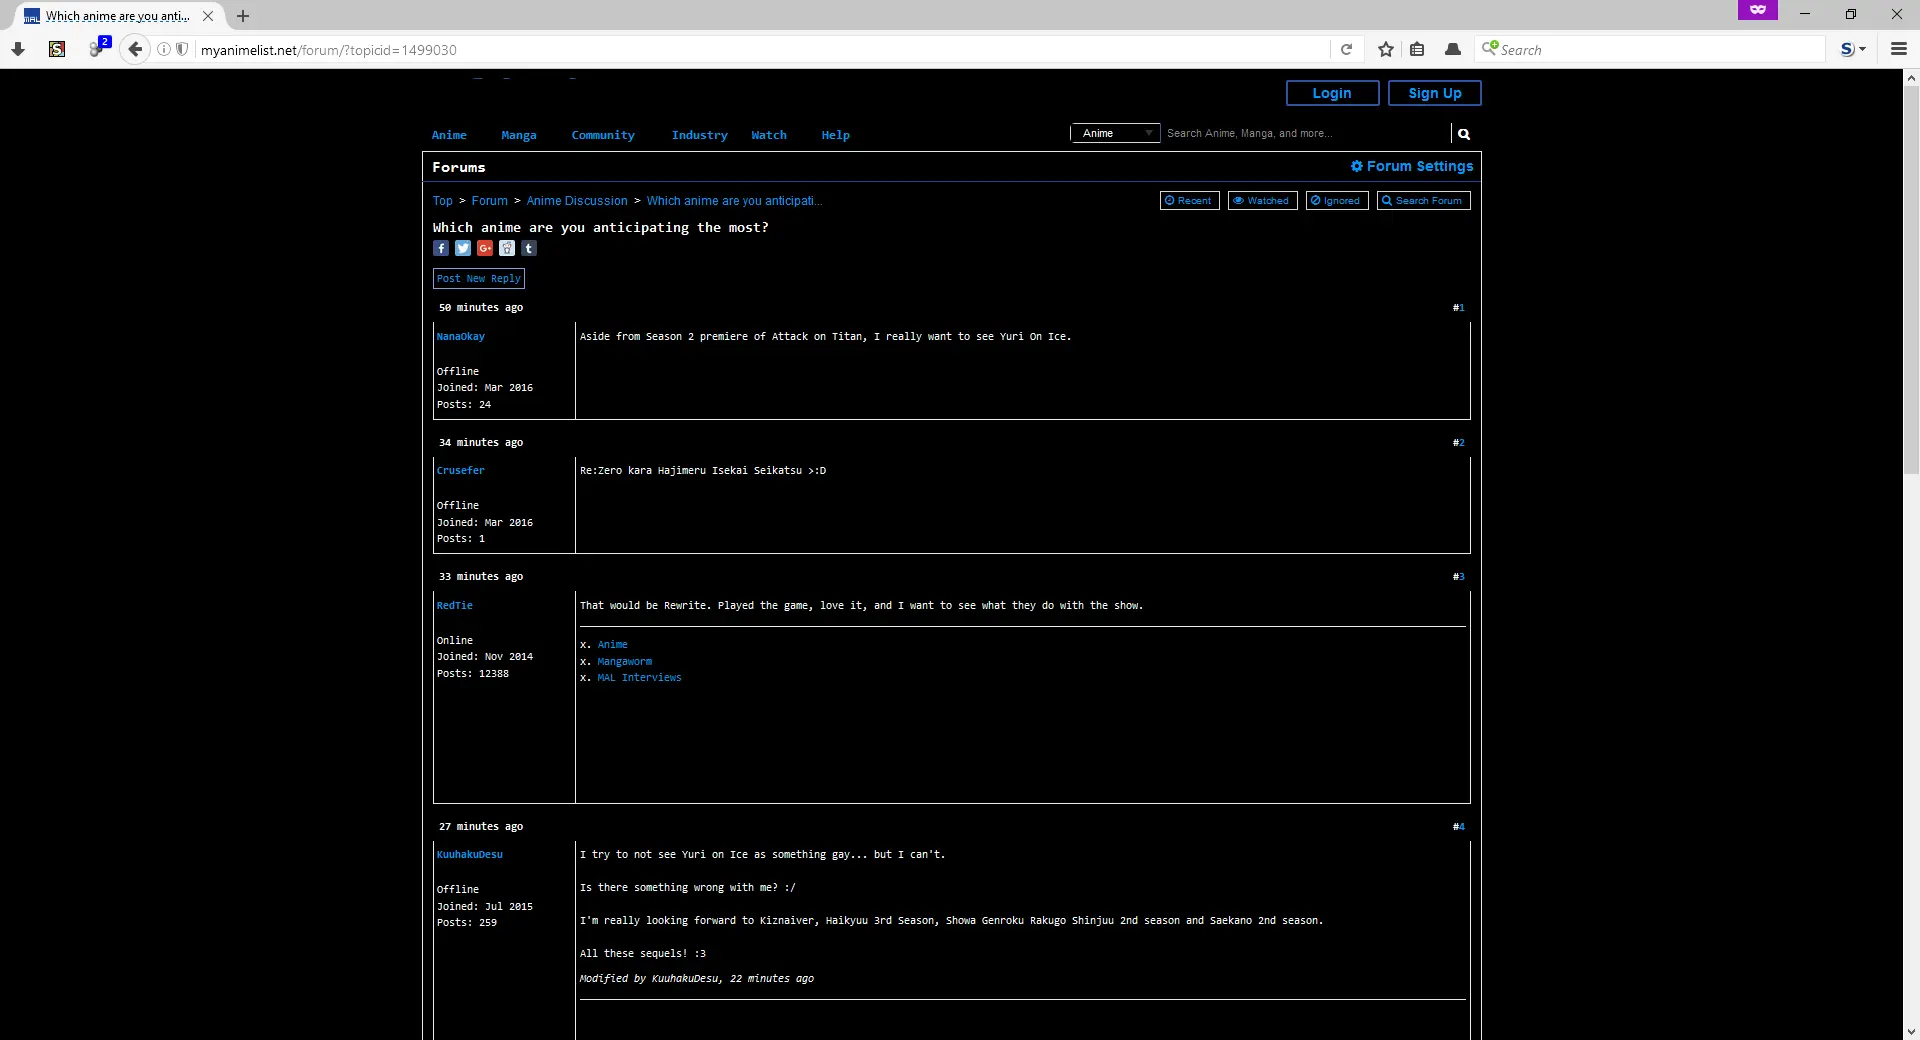 Which anime are you anti...
2
myanimelist.net/forum/?topicid=1499030
Search
Login
Sign Up
Anime
Manga
Community
Industry
Watch
Help
Anime
Search Anime, Manga, and more...
Forums
Forum Settings
Top > Forum > Anime Discussion > Which anime are you anticipati...
Recent
Watched
Ignored
Search Forum
Which anime are you anticipating the most?
Post New Reply
50 minutes ago
#1
NanaOkay
Aside from Season 2 premiere of Attack on Titan, I really want to see Yuri On Ice.
Offline
Joined: Mar 2016
Posts: 24
34 minutes ago
#2
Crusefer
Re:Zero kara Hajimeru Isekai Seikatsu >:D
Offline
Joined: Mar 2016
Posts: 1
33 minutes ago
#3
RedTie
That would be Rewrite. Played the game, love it, and I want to see what they do with the show.
Online
Joined: Nov 2014
Posts: 12388
x. Anime
x. Mangaworm
x. MAL Interviews
27 minutes ago
#4
KuuhakuDesu
I try to not see Yuri on Ice as something gay... but I can't.
Offline
Joined: Jul 2015
Posts: 259
Is there something wrong with me? :/
I'm really looking forward to Kiznaiver, Haikyuu 3rd Season, Showa Genroku Rakugo Shinjuu 2nd season and Saekano 2nd season.
All these sequels! :3
Modified by KuuhakuDesu, 22 minutes ago